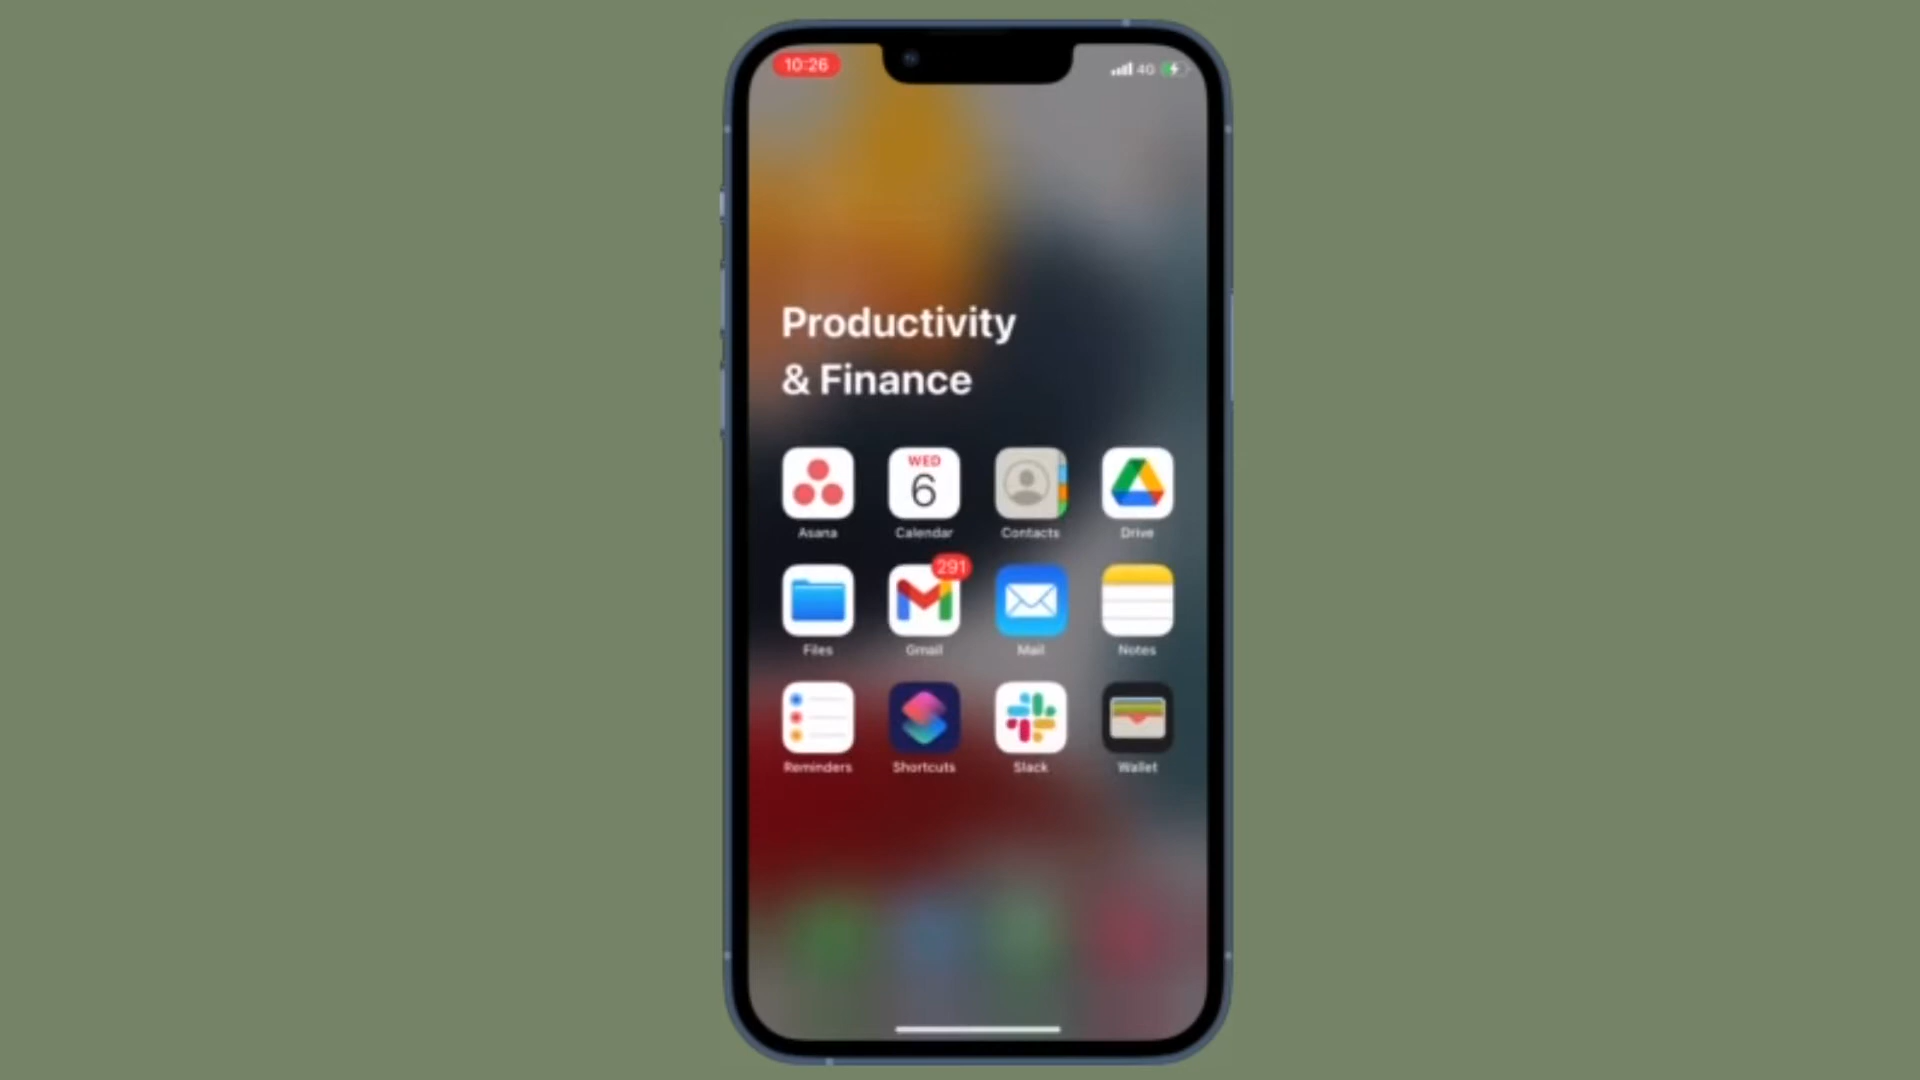 10:26
4G
Productivity
& Finance
WED
6
Asana
Calendar
Contacts
Drive
291
Files
Gmail
Mail
Notes
Reminders
Shortcuts
Slack
Wallet